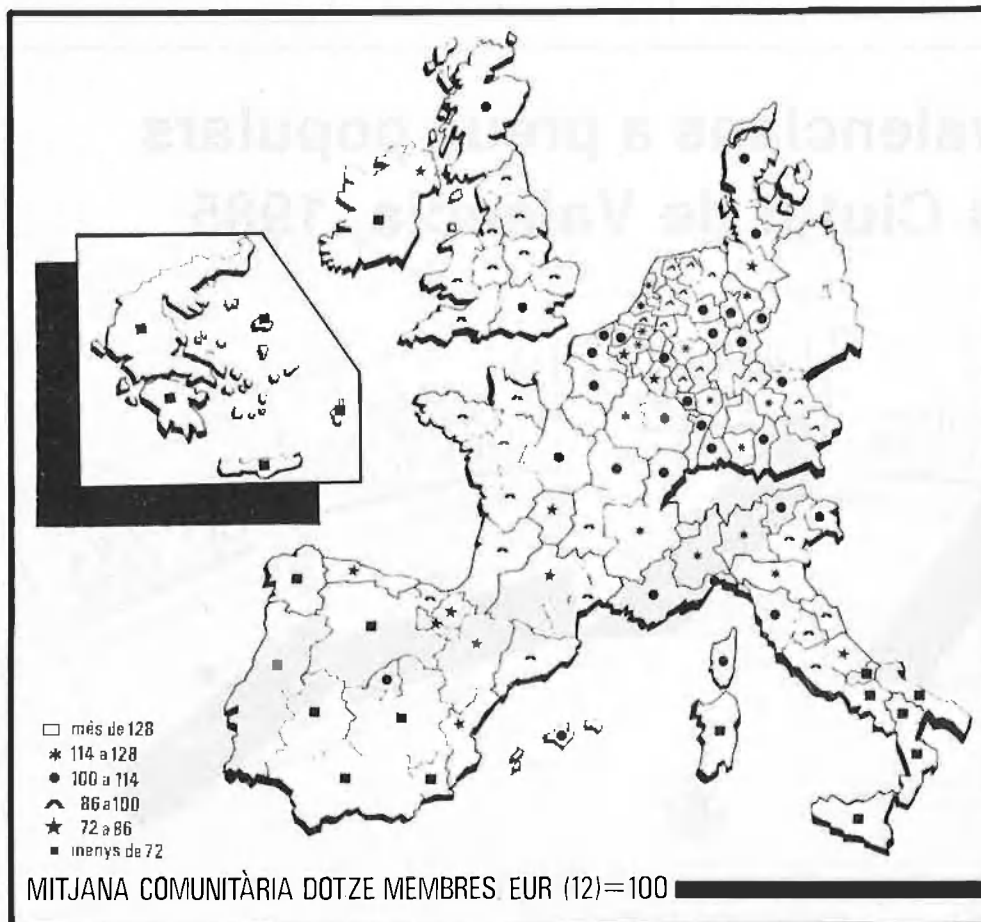 més de 128
114 a 128
100 a 114
86 a 100
72 a 86
menys de 72
MITJANA COMUNITÀRIA DOTZE MEMBRES EUR (12)=100